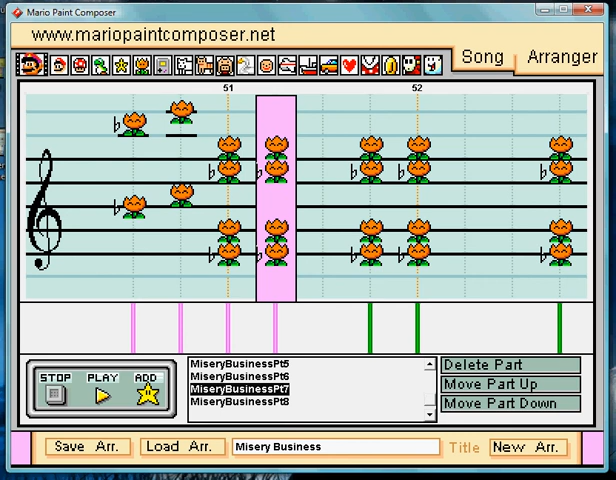 Mario Paint Composer
www.mariopaintcomposer.net
Song
Arranger
51
52
STOP
PLAY
ADD
MiseryBusinessPt5
MiseryBusinessPt6
MiseryBusinessPt7
MiseryBusinessPt8
Delete Part
Move Part Up
Move Part Down
Save Arr.
Load Arr.
Misery Business
Title
New Arr.